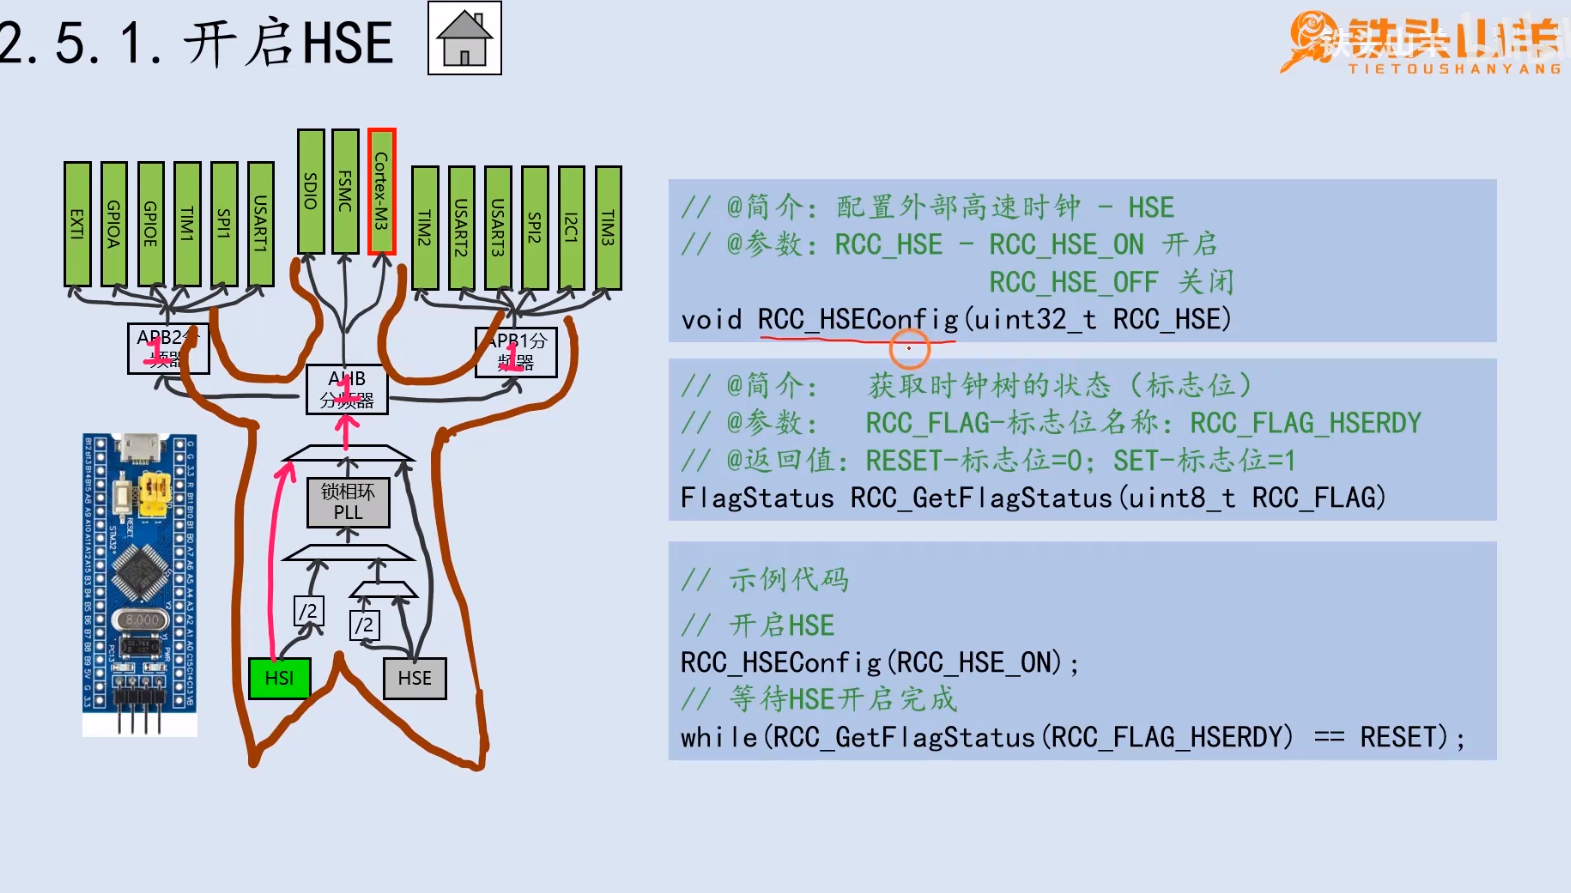 2.5.1.开启HSE
铁头山羊
TIETOUSHANYANG
EXTI
GPIOA
GPIOE
TIM1
SPI1
USART1
SDIO
FSMC
Cortex-M3
TIM2
USART2
USART3
SPI2
I2C1
TIM3
APB2分
频器
1
APB1分
频器
1
AHB
分频器
1
锁相环
PLL
/2
/2
HSI
HSE
8.000
// @简介：配置外部高速时钟 - HSE
// @参数：RCC_HSE - RCC_HSE_ON 开启
RCC_HSE_OFF 关闭
void RCC_HSEConfig(uint32_t RCC_HSE)
// @简介： 获取时钟树的状态（标志位）
// @参数： RCC_FLAG-标志位名称：RCC_FLAG_HSERDY
// @返回值：RESET-标志位=0；SET-标志位=1
FlagStatus RCC_GetFlagStatus(uint8_t RCC_FLAG)
// 示例代码
// 开启HSE
RCC_HSEConfig(RCC_HSE_ON);
// 等待HSE开启完成
while(RCC_GetFlagStatus(RCC_FLAG_HSERDY) == RESET);